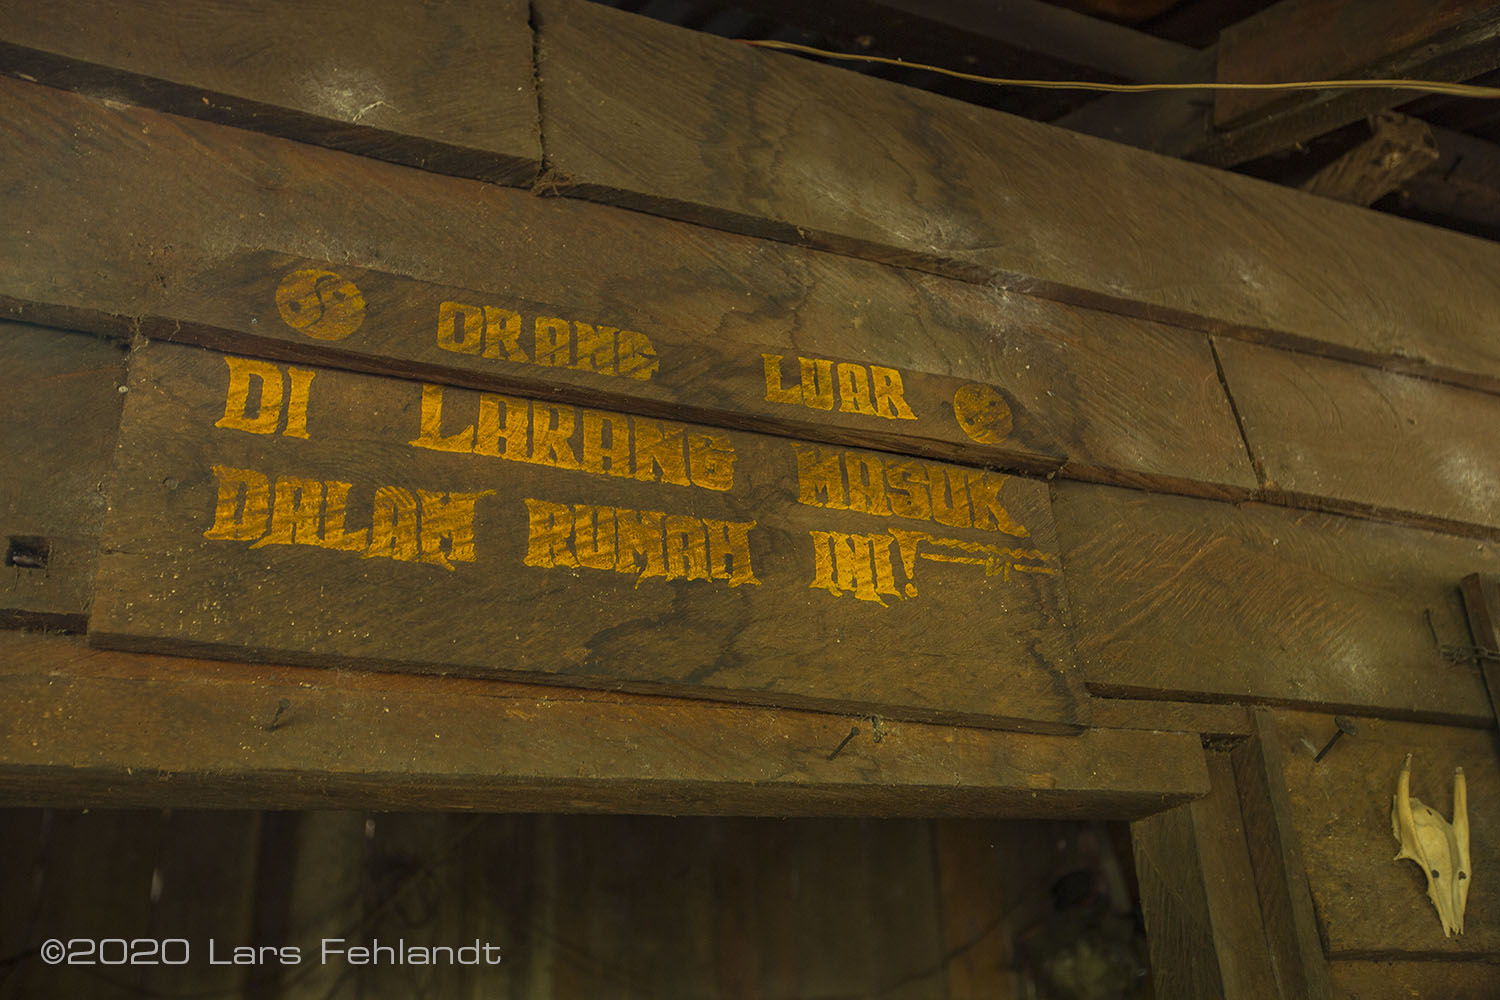 ORANG LUAR
DI LARANG MASUK
DALAM RUMAH INI!
©2020 Lars Fehlandt